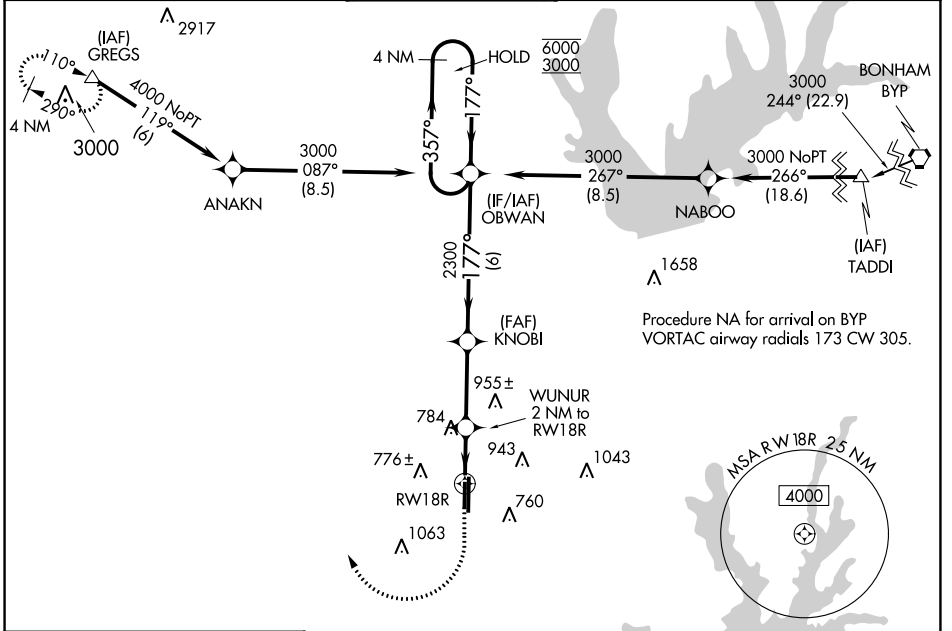 2917
(IAF)
GREGS
110°
290°
4 NM
3000
4000 NoPT
119°
(6)
ANAKN
3000
087°
(8.5)
4 NM
HOLD
6000
3000
357°
177°
(IF/IAF)
OBWAN
3000
267°
(8.5)
NABOO
3000 NoPT
266°
(18.6)
3000
244° (22.9)
BONHAM
BYP
(IAF)
TADDI
2300
177°
(6)
1658
Procedure NA for arrival on BYP
VORTAC airway radials 173 CW 305.
(FAF)
KNOBI
955±
WUNUR
2 NM to
RW18R
784
943
1043
776±
RW18R
760
1063
MSA RW 18R 25 NM
4000